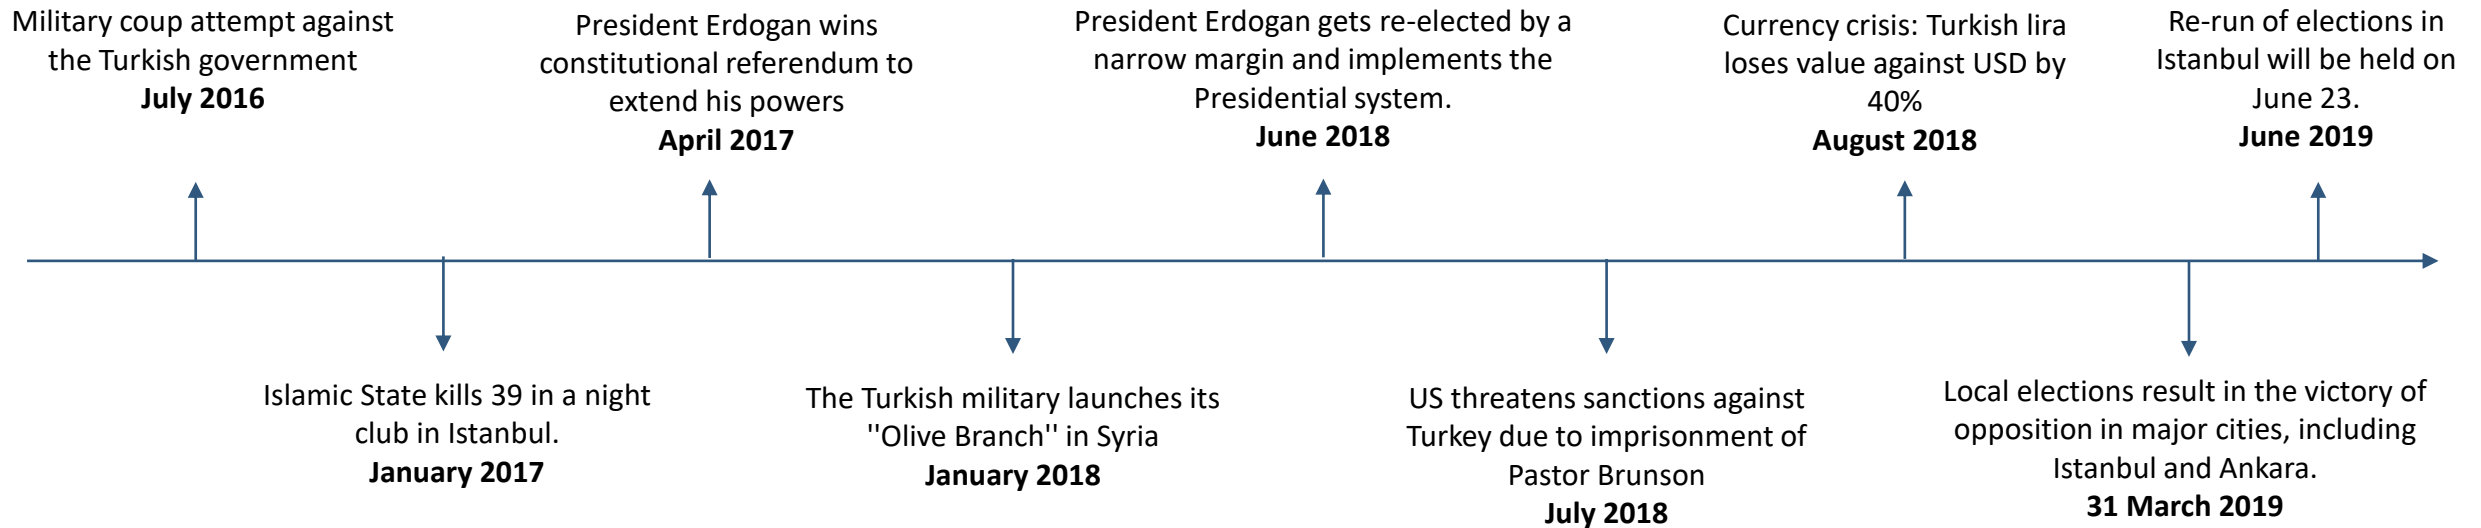 Military coup attempt against
the Turkish government
July 2016
President Erdogan wins
constitutional referendum to
extend his powers
April 2017
President Erdogan gets re-elected by a
narrow margin and implements the
Presidential system.
June 2018
Currency crisis: Turkish lira
loses value against USD by
40%
August 2018
Re-run of elections in
Istanbul will be held on
June 23.
June 2019
Islamic State kills 39 in a night
club in Istanbul.
January 2017
The Turkish military launches its
''Olive Branch'' in Syria
January 2018
US threatens sanctions against
Turkey due to imprisonment of
Pastor Brunson
July 2018
Local elections result in the victory of
opposition in major cities, including
Istanbul and Ankara.
31 March 2019